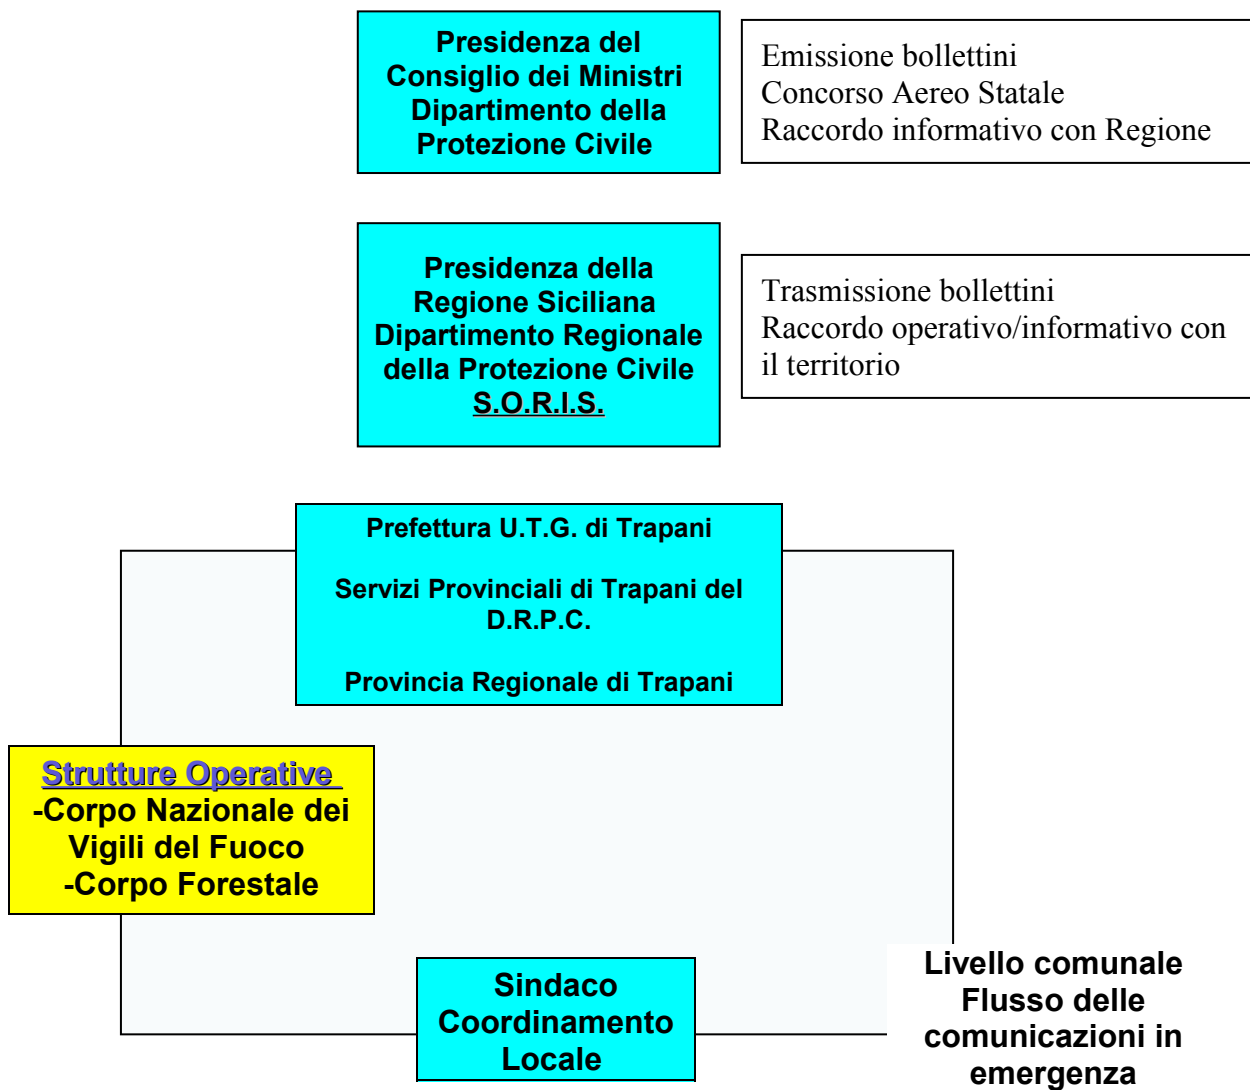 Presidenza del
Consiglio dei Ministri
Dipartimento della
Protezione Civile
Emissione bollettini
Concorso Aereo Statale
Raccordo informativo con Regione
Presidenza della
Regione Siciliana
Dipartimento Regionale
della Protezione Civile
S.O.R.I.S.
Trasmissione bollettini
Raccordo operativo/informativo con
il territorio
Prefettura U.T.G. di Trapani
Servizi Provinciali di Trapani del
D.R.P.C.
Provincia Regionale di Trapani
Strutture Operative
-Corpo Nazionale dei
Vigili del Fuoco
-Corpo Forestale
Sindaco
Coordinamento
Locale
Livello comunale
Flusso delle
comunicazioni in
emergenza